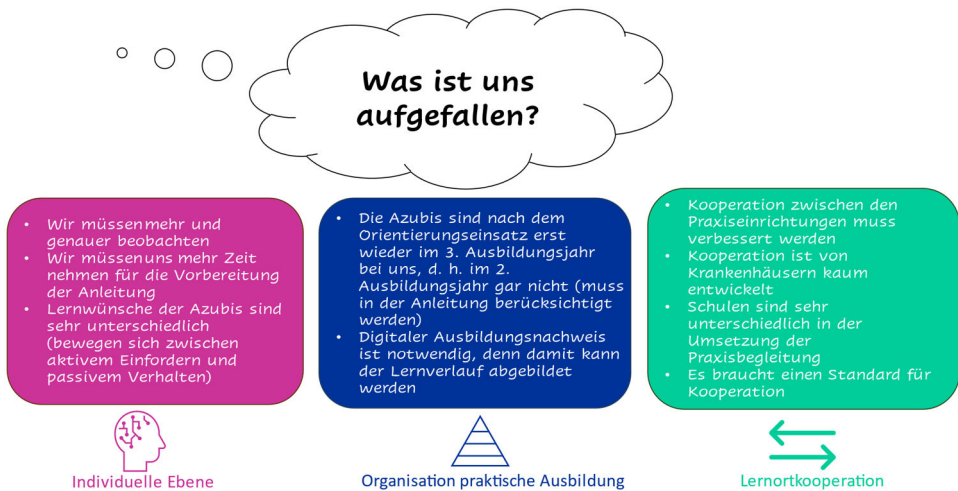 Was ist uns
aufgefallen?
• Wir müssen mehr und
genauer beobachten
• Wir müssen uns mehr Zeit
nehmen für die Vorbereitung
der Anleitung
• Lernwünsche der Azubis sind
sehr unterschiedlich
(bewegen sich zwischen
aktivem Einfordern und
passivem Verhalten)
Individuelle Ebene
• Die Azubis sind nach dem
Orientierungseinsatz erst
wieder im 3. Ausbildungsjahr
bei uns, d. h. im 2.
Ausbildungsjahr gar nicht (muss
in der Anleitung berücksichtigt
werden)
• Digitaler Ausbildungsnachweis
ist notwendig, denn damit kann
der Lernverlauf abgebildet
werden
Organisation praktische Ausbildung
• Kooperation zwischen den
Praxiseinrichtungen muss
verbessert werden
• Kooperation ist von
Krankenhäusern kaum
entwickelt
• Schulen sind sehr
unterschiedlich in der
Umsetzung der
Praxisbegleitung
• Es braucht einen Standard für
Kooperation
Lernortkooperation